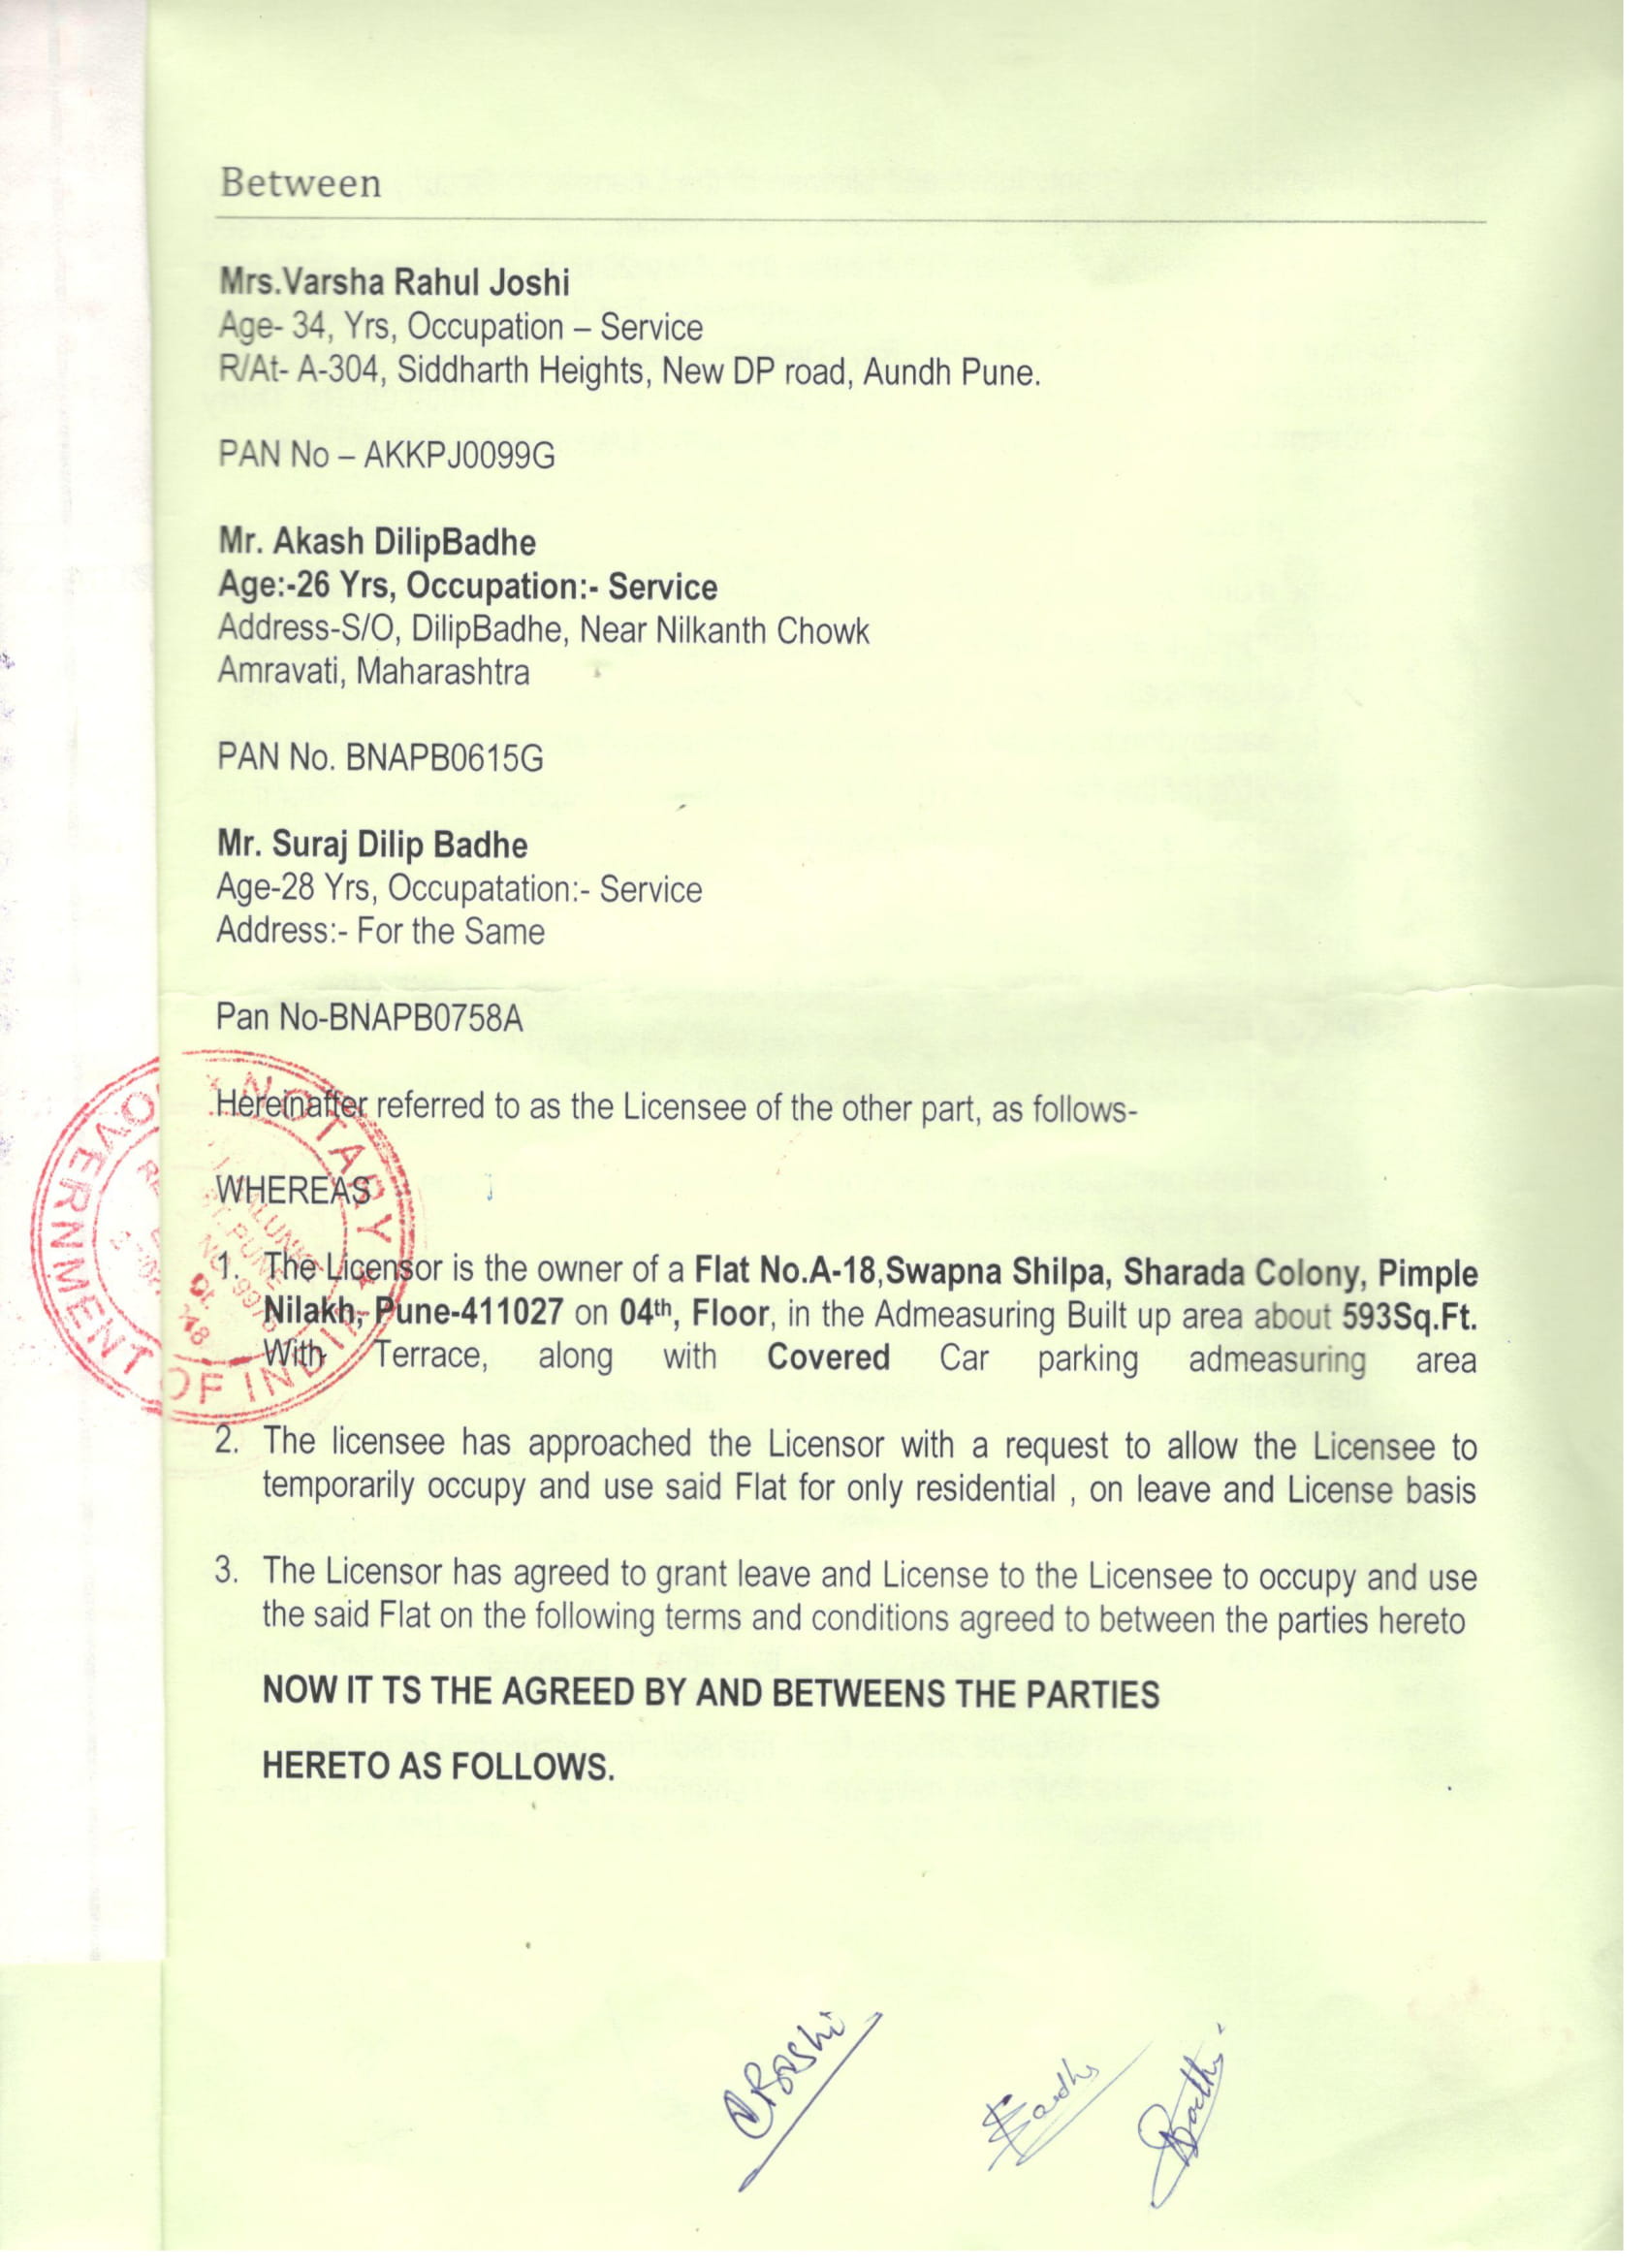 Between
Mrs.Varsha Rahul Joshi
Age- 34, Yrs, Occupation – Service
R/At- A-304, Siddharth Heights, New DP road, Aundh Pune.
PAN No – AKKPJ0099G
Mr. Akash DilipBadhe
Age:-26 Yrs, Occupation:- Service
Address-S/O, DilipBadhe, Near Nilkanth Chowk
Amravati, Maharashtra
PAN No. BNAPB0615G
Mr. Suraj Dilip Badhe
Age-28 Yrs, Occupatation:- Service
Address:- For the Same
Pan No-BNAPB0758A
Hereinafter referred to as the Licensee of the other part, as follows-
WHEREAS
1. The Licensor is the owner of a Flat No.A-18,Swapna Shilpa, Sharada Colony, Pimple
Nilakh, Pune-411027 on 04th, Floor, in the Admeasuring Built up area about 593Sq.Ft.
With Terrace, along with Covered Car parking admeasuring area
2. The licensee has approached the Licensor with a request to allow the Licensee to
temporarily occupy and use said Flat for only residential , on leave and License basis
3. The Licensor has agreed to grant leave and License to the Licensee to occupy and use
the said Flat on the following terms and conditions agreed to between the parties hereto
NOW IT TS THE AGREED BY AND BETWEENS THE PARTIES
HERETO AS FOLLOWS.
NOTARY
GOVERNMENT OF INDIA